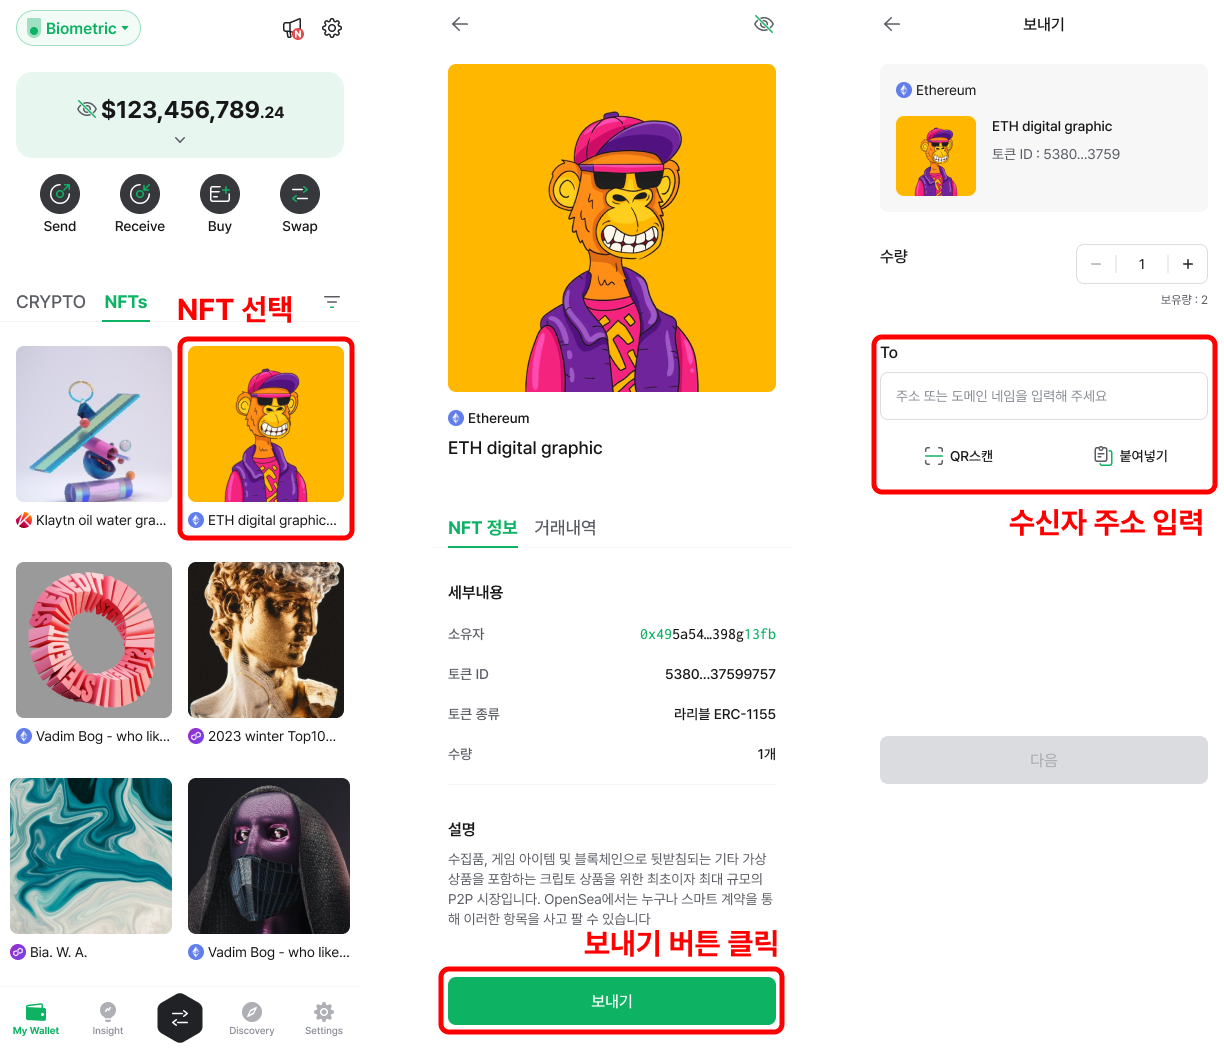 Biometric
$123,456,789.24
Send
Receive
Buy
Swap
CRYPTO
NFTs
NFT 선택
Klaytn oil water gra...
ETH digital graphic...
Vadim Bog - who lik...
2023 winter Top10...
Bia. W. A.
Vadim Bog - who like...
My Wallet
Insight
Discovery
Settings
Ethereum
ETH digital graphic
NFT 정보
거래내역
세부내용
소유자
0x495a54...398g13fb
토큰 ID
5380...37599757
토큰 종류
라리블 ERC-1155
수량
1개
설명
수집품, 게임 아이템 및 블록체인으로 뒷받침되는 기타 가상
상품을 포함하는 크립토 상품을 위한 최초이자 최대 규모의
P2P 시장입니다. OpenSea에서는 누구나 스마트 계약을 통
해 이러한 항목을 사고 팔 수 있습니다
보내기 버튼 클릭
보내기
보내기
Ethereum
ETH digital graphic
토큰 ID : 5380...3759
수량
1
보유량 : 2
To
주소 또는 도메인 네임을 입력해 주세요
QR스캔
붙여넣기
수신자 주소 입력
다음